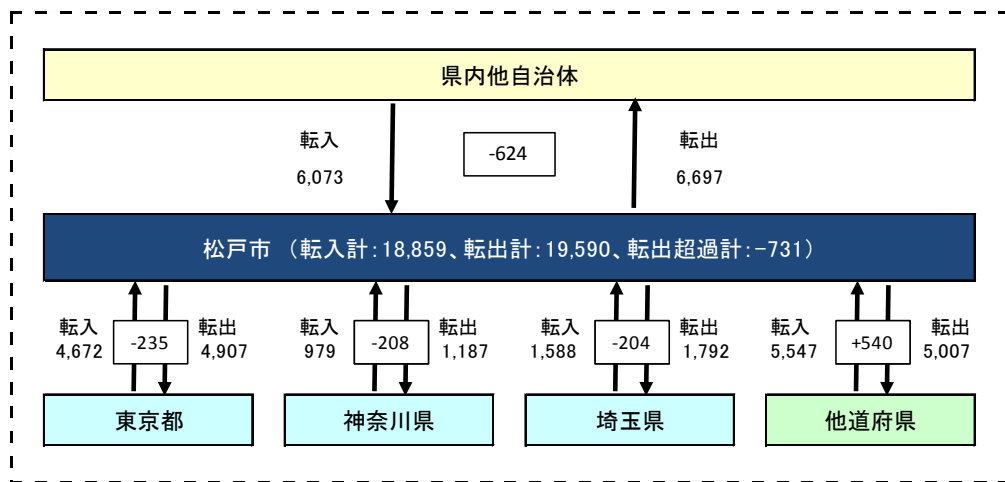 県内他自治体
転入
6,073
-624
転出
6,697
松戸市 (転入計:18,859、転出計:19,590、転出超過計:-731)
転入
4,672
-235
転出
4,907
転入
979
-208
転出
1,187
転入
1,588
-204
転出
1,792
転入
5,547
+540
転出
5,007
東京都
神奈川県
埼玉県
他道府県